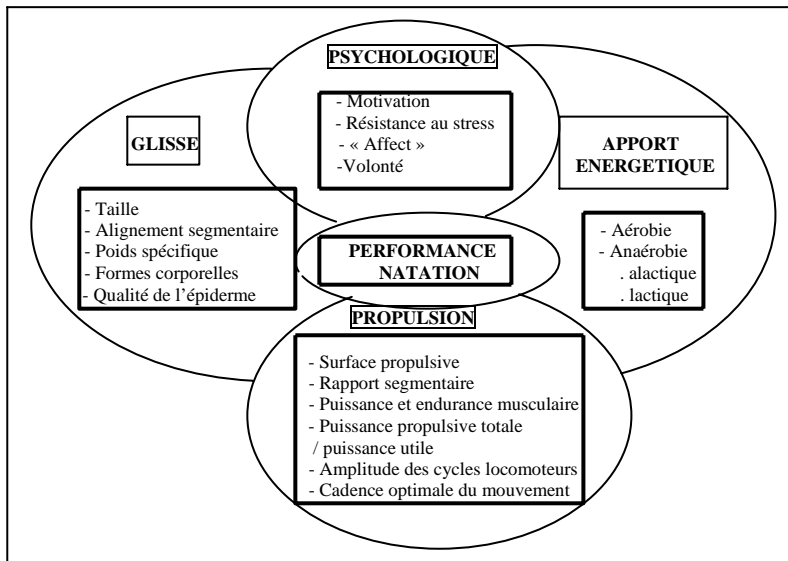 PSYCHOLOGIQUE
- Motivation
- Résistance au stress
- « Affect »
-Volonté
GLISSE
- Taille
- Alignement segmentaire
- Poids spécifique
- Formes corporelles
- Qualité de l'épiderme
APPORT
ENERGETIQUE
- Aérobie
- Anaérobie
. alactique
. lactique
PERFORMANCE
NATATION
PROPULSION
- Surface propulsive
- Rapport segmentaire
- Puissance et endurance musculaire
- Puissance propulsive totale
/ puissance utile
- Amplitude des cycles locomoteurs
- Cadence optimale du mouvement